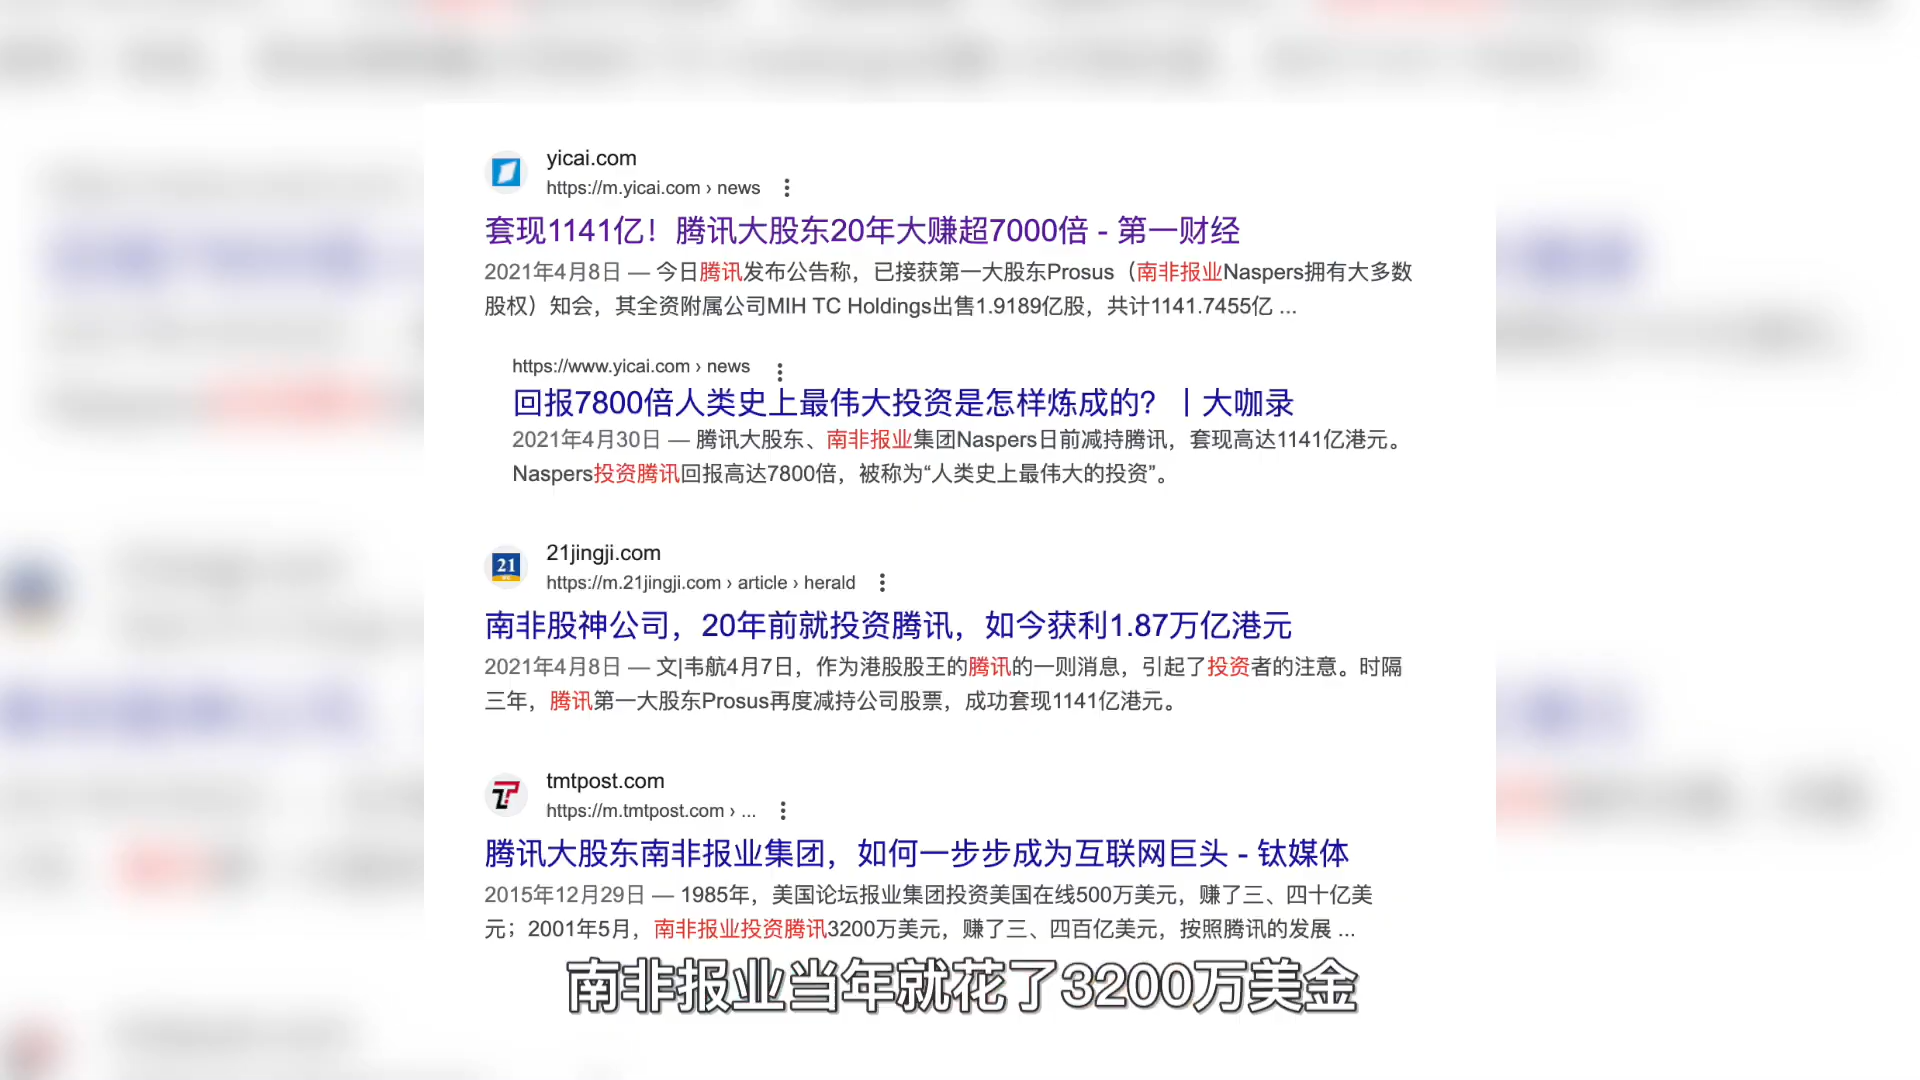 yicai.com
https://m.yicai.com › news
套现1141亿！腾讯大股东20年大赚超7000倍 - 第一财经
2021年4月8日 — 今日腾讯发布公告称，已接获第一大股东Prosus（南非报业Naspers拥有大多数
股权）知会，其全资附属公司MIH TC Holdings出售1.9189亿股，共计1141.7455亿 ...
https://www.yicai.com › news
回报7800倍人类史上最伟大投资是怎样炼成的？丨大咖录
2021年4月30日 — 腾讯大股东、南非报业集团Naspers日前减持腾讯，套现高达1141亿港元。
Naspers投资腾讯回报高达7800倍，被称为“人类史上最伟大的投资”。
21
21jingji.com
https://m.21jingji.com › article › herald
南非股神公司，20年前就投资腾讯，如今获利1.87万亿港元
2021年4月8日 — 文|韦航4月7日，作为港股股王的腾讯的一则消息，引起了投资者的注意。时隔
三年，腾讯第一大股东Prosus再度减持公司股票，成功套现1141亿港元。
tmtpost.com
https://m.tmtpost.com › ...
腾讯大股东南非报业集团，如何一步步成为互联网巨头 - 钛媒体
2015年12月29日 — 1985年，美国论坛报业集团投资美国在线500万美元，赚了三、四十亿美
元；2001年5月，南非报业投资腾讯3200万美元，赚了三、四百亿美元，按照腾讯的发展 ...
南非报业当年就花了3200万美金